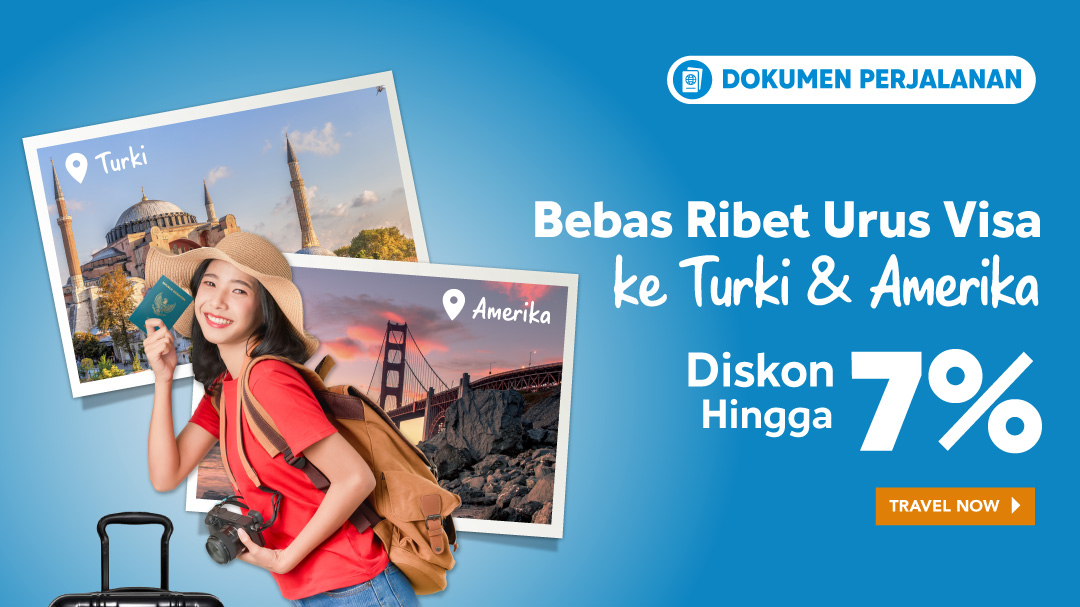 DOKUMEN PERJALANAN
Turki
Amerika
Bebas Ribet Urus Visa
ke Turki & Amerika
Diskon
Hingga
7%
TRAVEL NOW